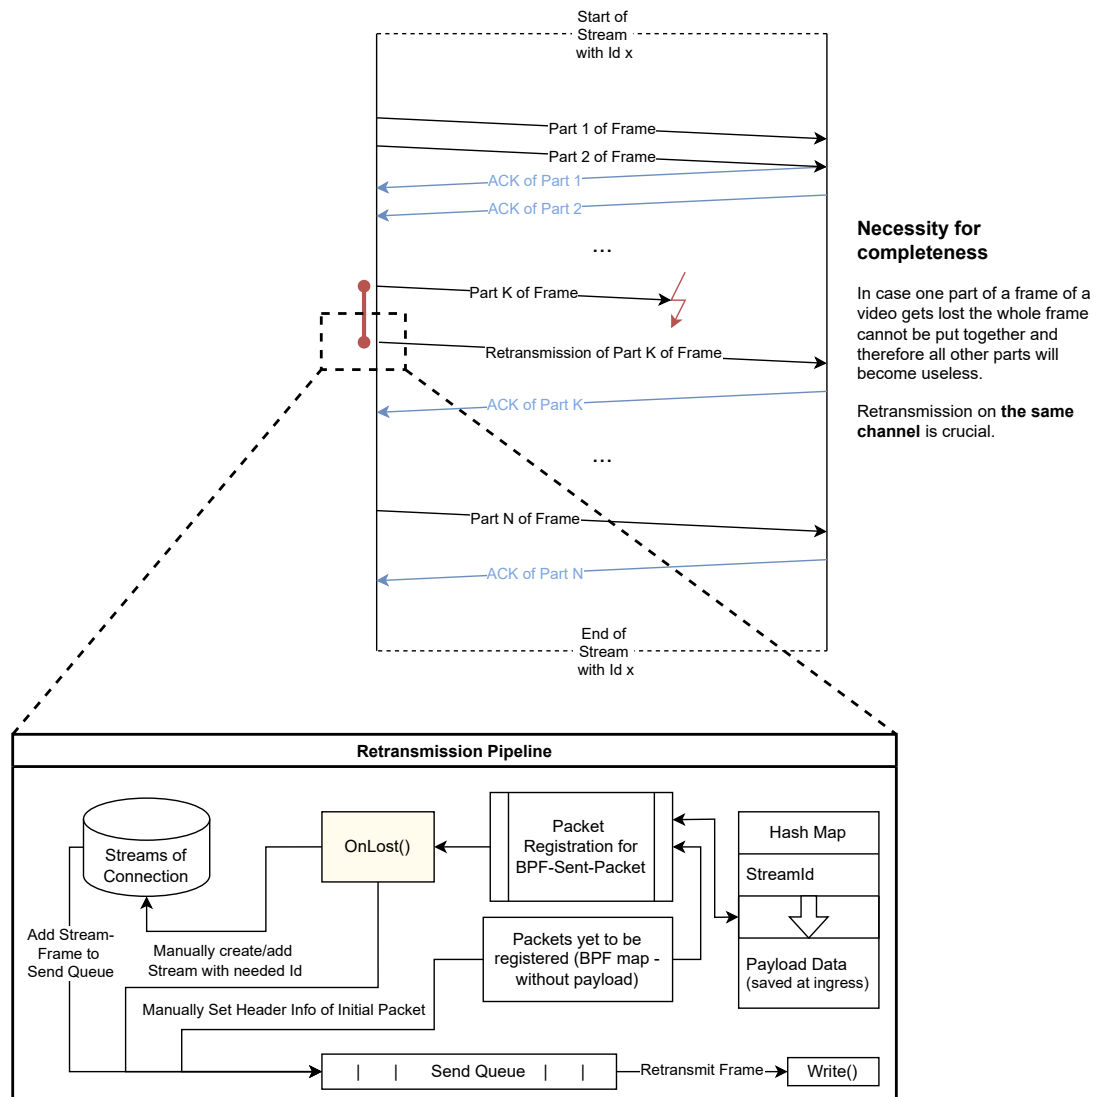 Start of
Stream
with Id x
Part 1 of Frame
Part 2 of Frame
ACK of Part 1
ACK of Part 2
...
Part K of Frame
Retransmission of Part K of Frame
ACK of Part K
...
Part N of Frame
ACK of Part N
End of
Stream
with Id x
Necessity for
completeness
In case one part of a frame of a
video gets lost the whole frame
cannot be put together and
therefore all other parts will
become useless.
Retransmission on the same
channel is crucial.
Retransmission Pipeline
Streams of
Connection
OnLost()
Packet
Registration for
BPF-Sent-Packet
Hash Map
StreamId
Payload Data
(saved at ingress)
Add Stream-
Frame to
Send Queue
Manually create/add
Stream with needed Id
Packets yet to be
registered (BPF map -
without payload)
Manually Set Header Info of Initial Packet
| | Send Queue | |
Retransmit Frame
Write()